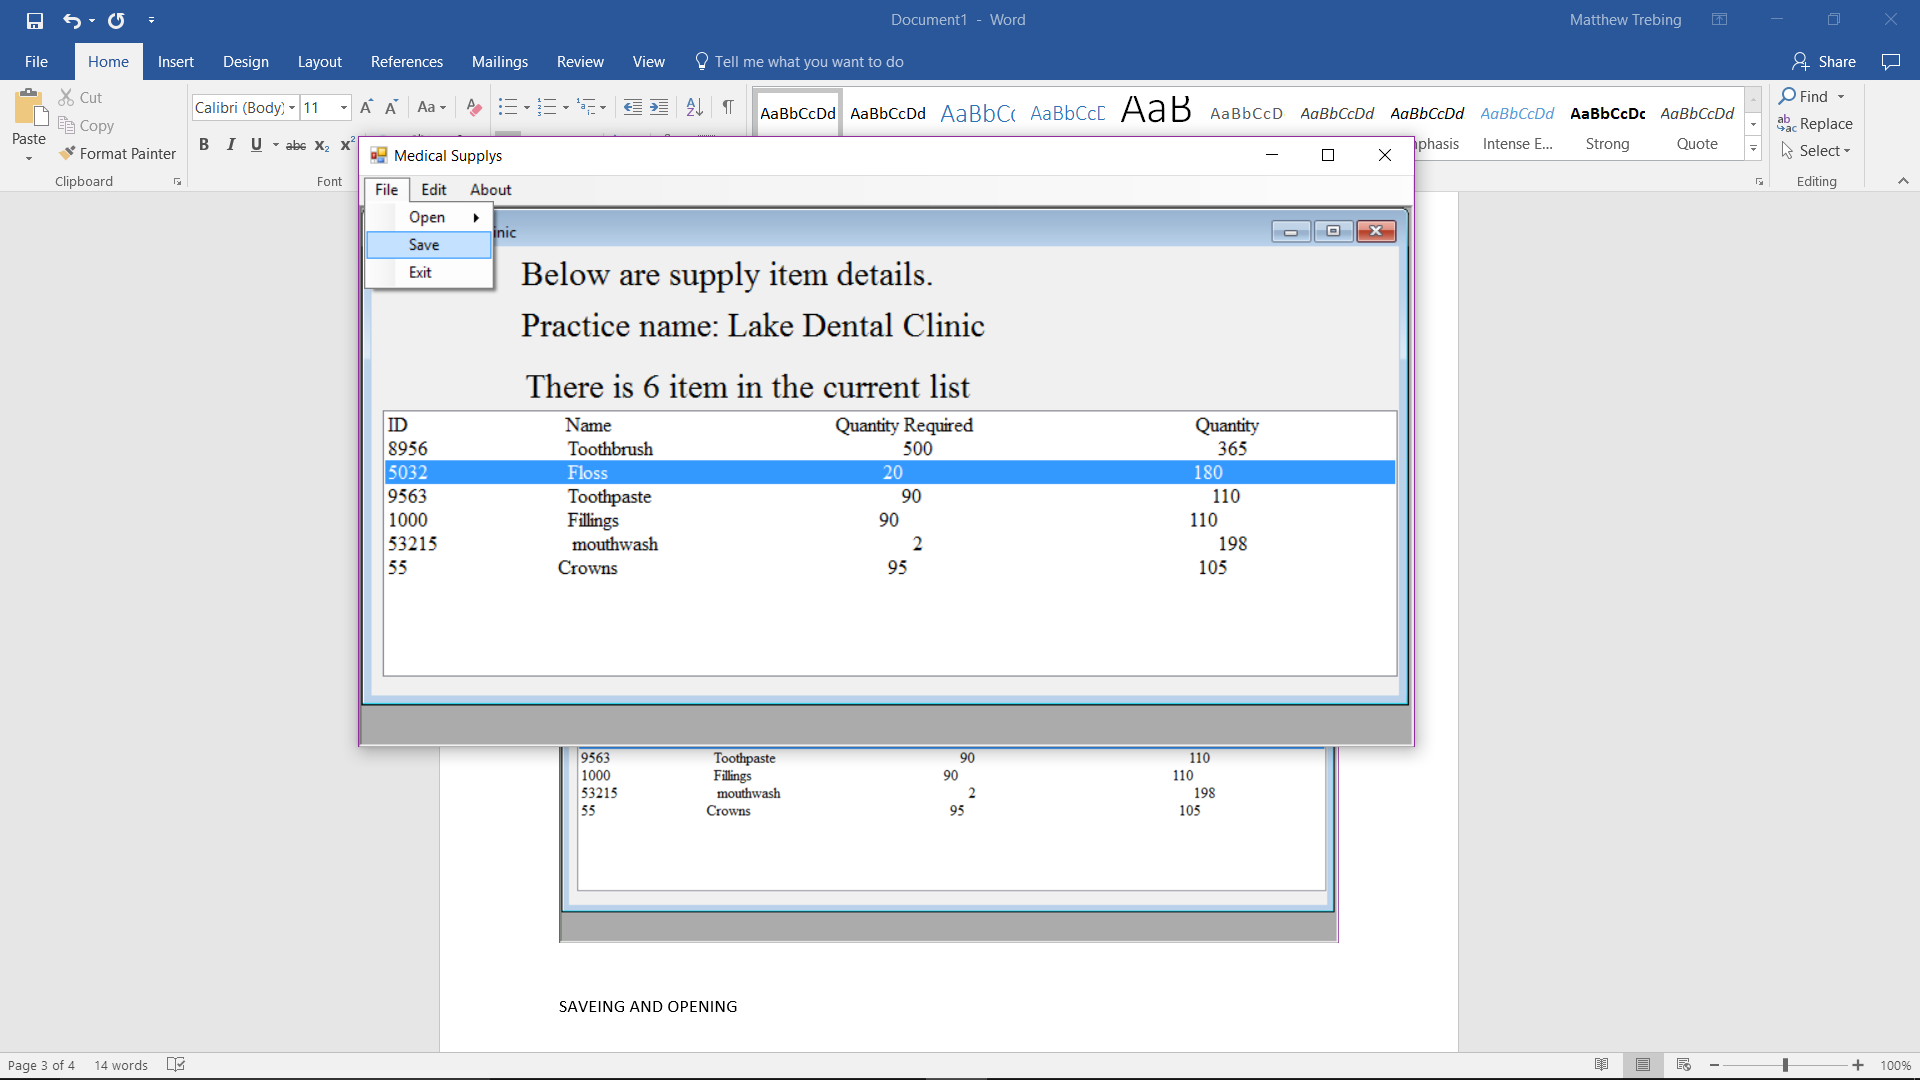 Document1 - Word
Matthew Trebing
File Home Insert Design Layout References Mailings Review View Tell me what you want to do
Share
Paste
Cut
Copy
Format Painter
Clipboard
Calibri (Body) 11
Aa
B I U abc X₂ X²
Font
AaBbCcDd AaBbCcDd AaBbCc AaBbCcC AaB AaBbCcD AaBbCcDd AaBbCcDd AaBbCcDd AaBbCcDc AaBbCcDd
Intense E... Strong Quote
Find
Replace
Select
Editing
Medical Supplys
File Edit About
Open
Save
Exit
inic
Below are supply item details.
Practice name: Lake Dental Clinic
There is 6 item in the current list
ID Name Quantity Required Quantity
8956 Toothbrush 500 365
5032 Floss 20 180
9563 Toothpaste 90 110
1000 Fillings 90 110
53215 mouthwash 2 198
55 Crowns 95 105
9563 Toothpaste 90 110
1000 Fillings 90 110
53215 mouthwash 2 198
55 Crowns 95 105
SAVEING AND OPENING
Page 3 of 4 14 words
100%